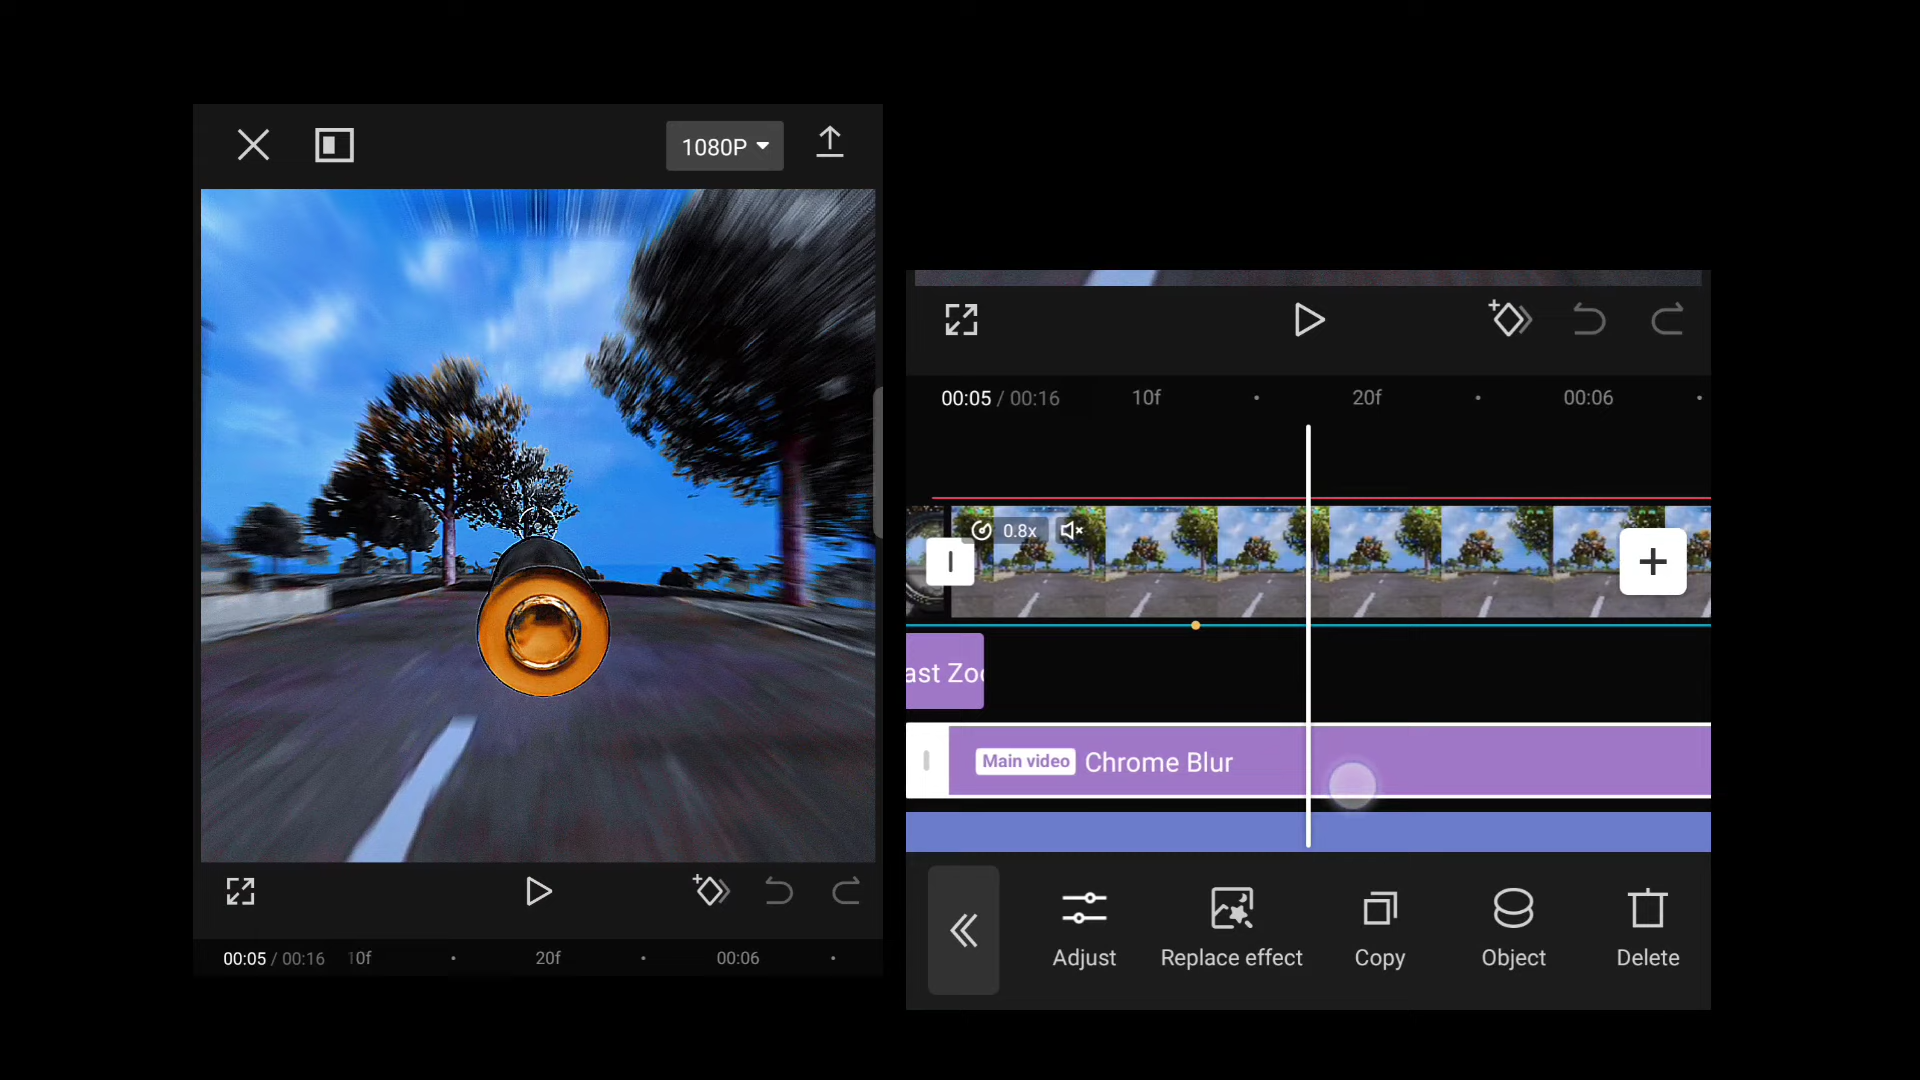 1080P
00:05 / 00:16 10f 20f 00:06
00:05 / 00:16 10f 20f 00:06
0.8x
ast Zo
Main video Chrome Blur
Adjust Replace effect Copy Object Delete